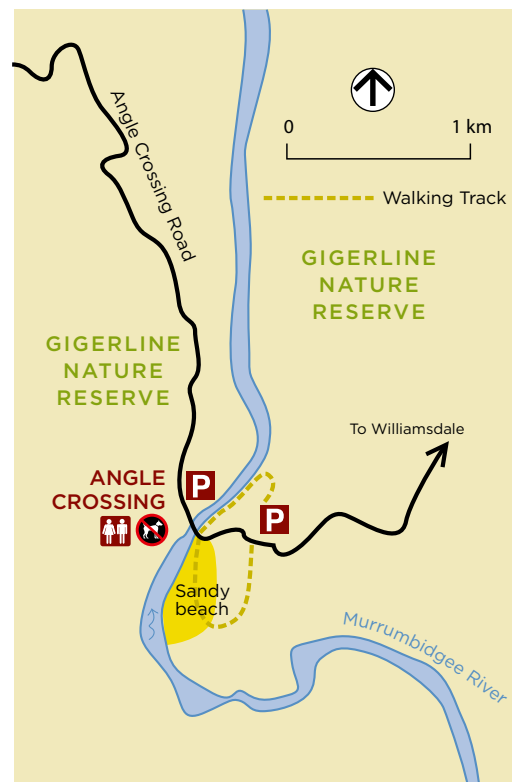 Angle Crossing Road
0 1 km
Walking Track
GIGERLINE
NATURE
RESERVE
GIGERLINE
NATURE
RESERVE
To Williamsdale
ANGLE
CROSSING
P
P
Sandy
beach
Murrumbidgee River